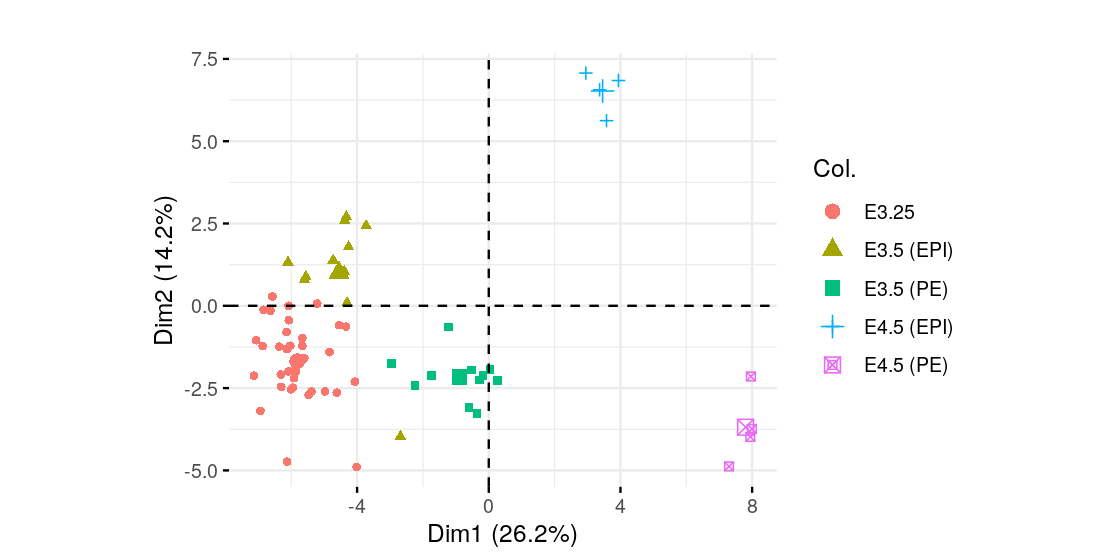 7.5
5.0
2.5
0.0
-2.5
-5.0
Dim2 (14.2%)
-4
0
4
8
Dim1 (26.2%)
Col.
E3.25
E3.5 (EPI)
E3.5 (PE)
E4.5 (EPI)
E4.5 (PE)